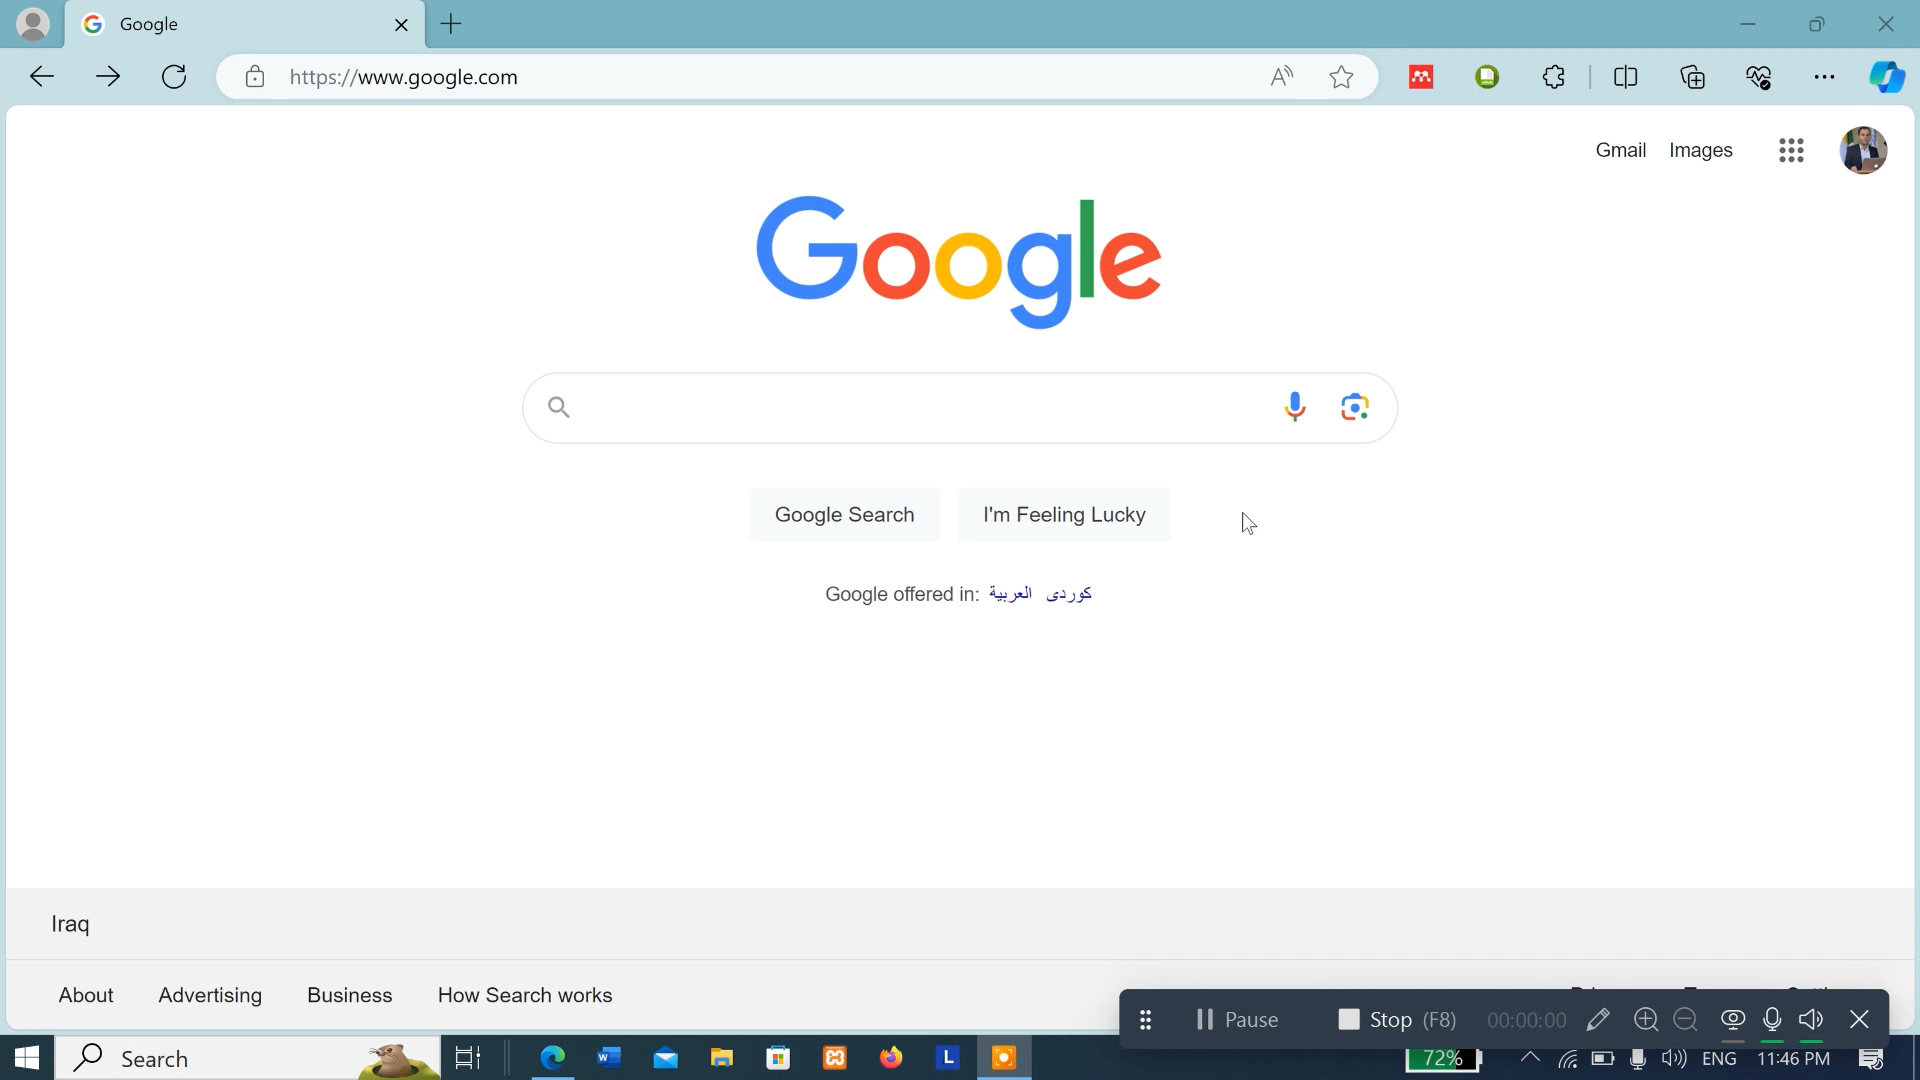 Google
https://www.google.com
Gmail Images
Google
Google Search I'm Feeling Lucky
Google offered in: العربية كوردی
Iraq
About Advertising Business How Search works
Pause Stop (F8) 00:00:00
Search
72% ENG 11:46 PM